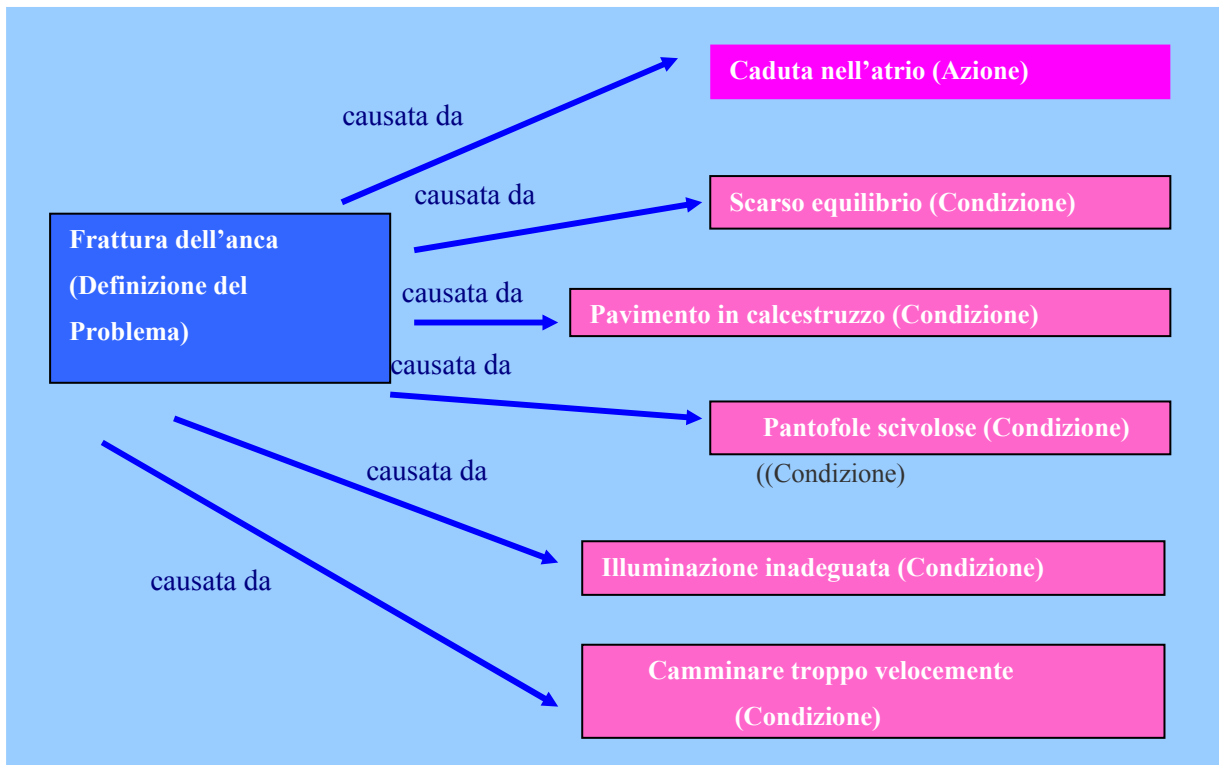 Caduta nell’atrio (Azione)
causata da
causata da
Scarso equilibrio (Condizione)
Frattura dell’anca
(Definizione del
Problema)
causata da
Pavimento in calcestruzzo (Condizione)
causata da
Pantofole scivolose (Condizione)
((Condizione)
causata da
Illuminazione inadeguata (Condizione)
causata da
Camminare troppo velocemente
(Condizione)